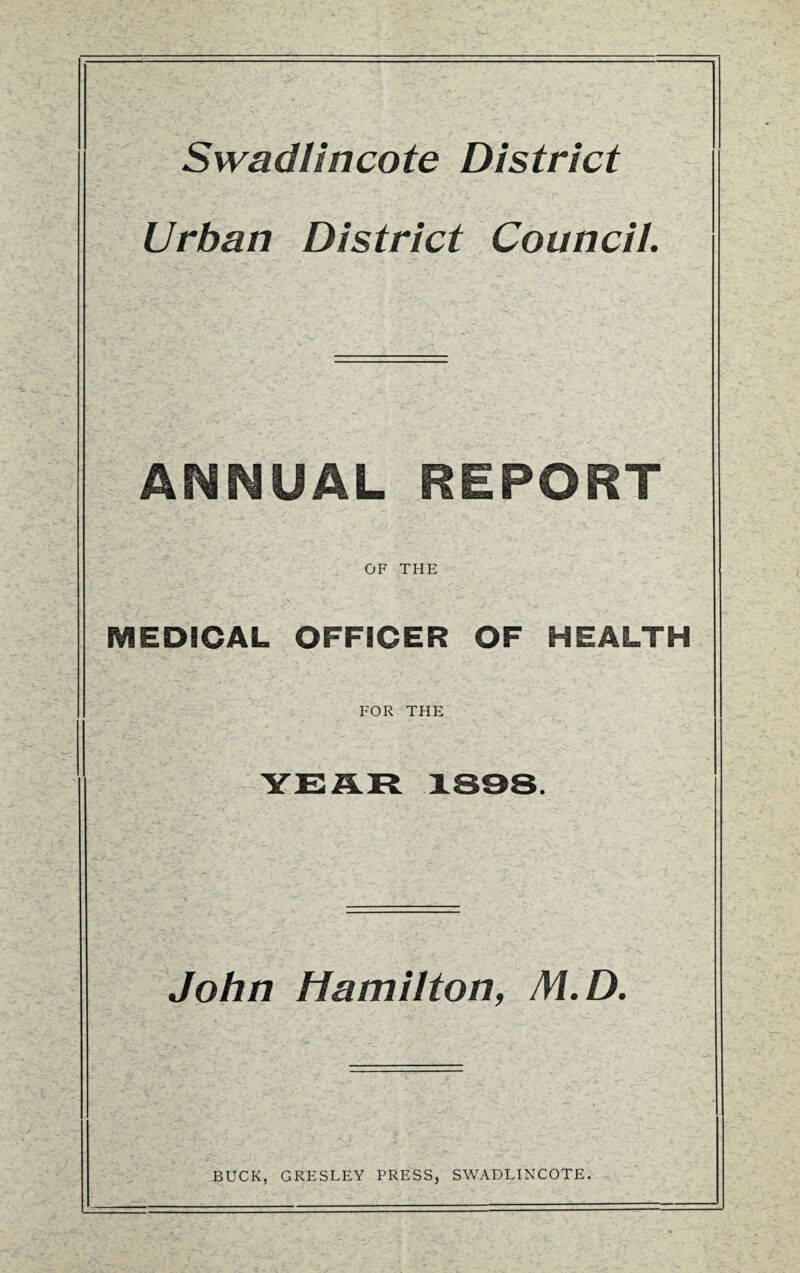 Swadlincote District
Urban District Council.
ANNUAL REPORT
OF THE
MEDICAL OFFICER OF HEALTH
FOR THE
YEAR 1898.
John Hamilton, M.D.
BUCK, GRESLEY PRESS, SWADLINCOTE.